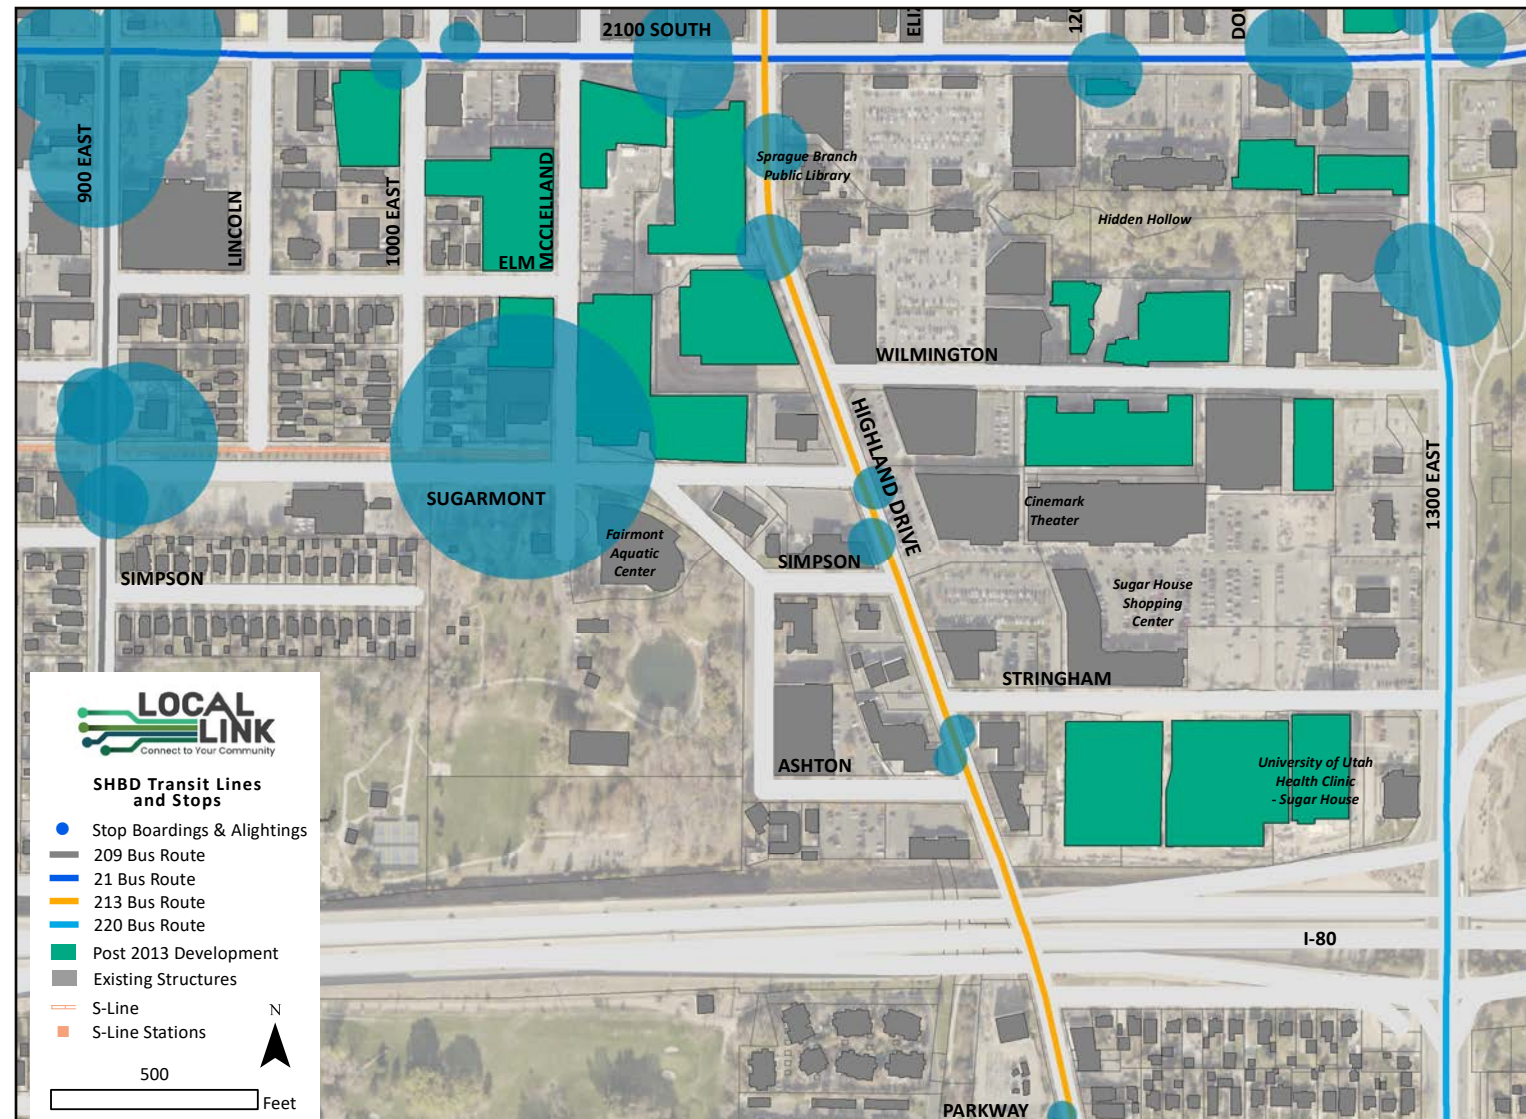 2100 SOUTH
900 EAST
LINCOLN
1000 EAST
ELM
MCCLELLAND
Sprague Branch
Public Library
Hidden Hollow
WILMINGTON
HIGHLAND DRIVE
1300 EAST
SUGARMONT
Cinemark
Theater
Fairmont
Aquatic
Center
SIMPSON
SIMPSON
Sugar House
Shopping
Center
STRINGHAM
ASHTON
University of Utah
Health Clinic
- Sugar House
I-80
PARKWAY
LOCAL
LINK
Connect to Your Community
SHBD Transit Lines
and Stops
Stop Boardings & Alightings
209 Bus Route
21 Bus Route
213 Bus Route
220 Bus Route
Post 2013 Development
Existing Structures
S-Line
S-Line Stations
N
500
Feet